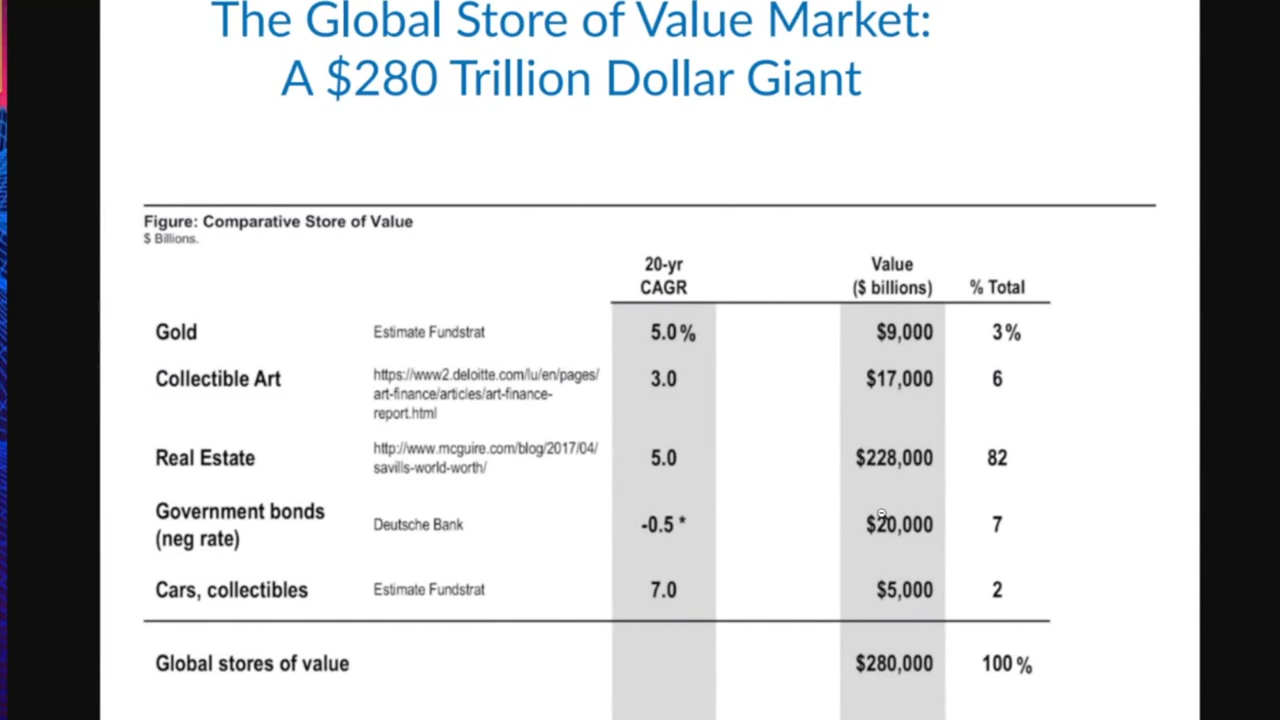 The Global Store of Value Market:
A $280 Trillion Dollar Giant
Figure: Comparative Store of Value
$ Billions.
20-yr CAGR
Value ($ billions)
% Total
Gold Estimate Fundstrat 5.0% $9,000 3%
Collectible Art https://www2.deloitte.com/lu/en/pages/ 3.0 $17,000 6
art-finance/articles/art-finance-
report.html
Real Estate http://www.mcguire.com/blog/2017/04/ 5.0 $228,000 82
savills-world-worth/
Government bonds
(neg rate) Deutsche Bank -0.5 * $20,000 7
Cars, collectibles Estimate Fundstrat 7.0 $5,000 2
Global stores of value $280,000 100%